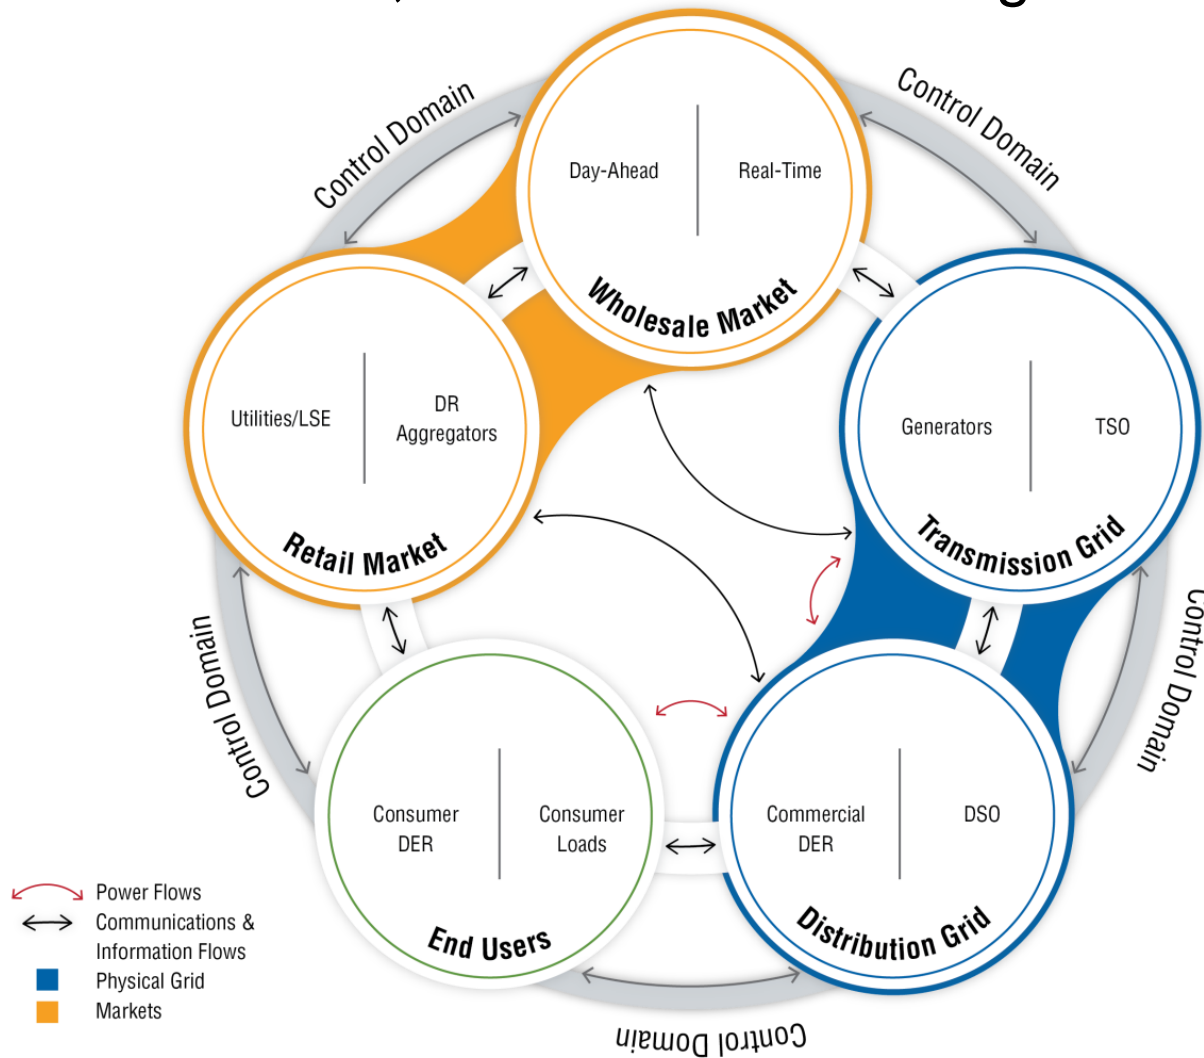 Control Domain
Control Domain
Day-Ahead
Real-Time
Wholesale Market
Utilities/LSE
DR
Aggregators
Retail Market
Generators
TSO
Transmission Grid
Control Domain
Control Domain
Consumer
DER
Consumer
Loads
End Users
Commercial
DER
DSO
Distribution Grid
Control Domain
Power Flows
Communications &
Information Flows
Physical Grid
Markets